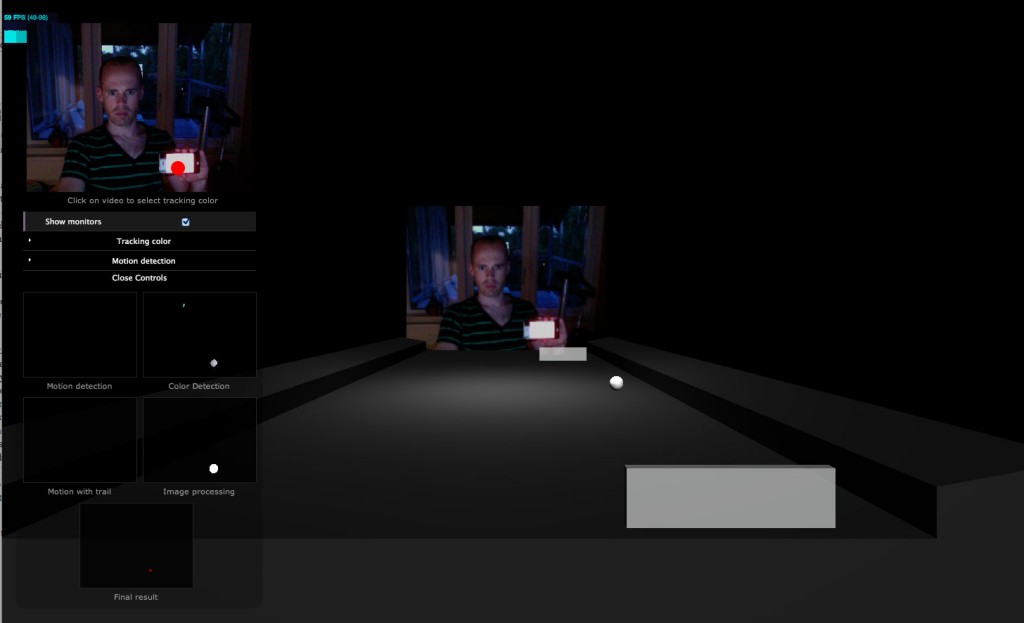 59 FPS (49-96)
Click on video to select tracking color
Show monitors
Tracking color
Motion detection
Close Controls
Motion detection
Color Detection
Motion with trail
Image processing
Final result